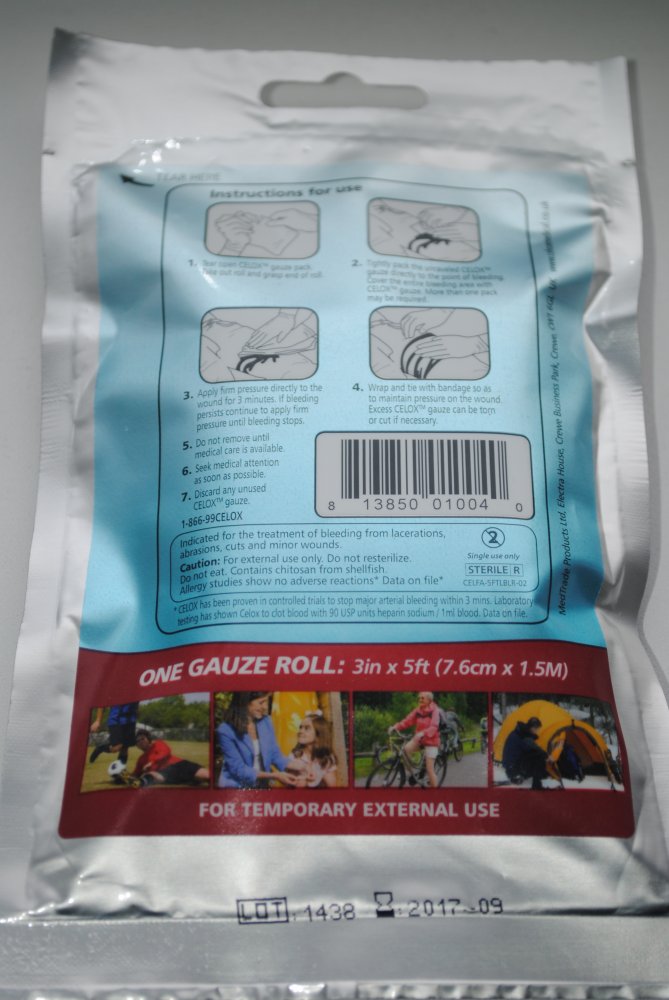 TEAR HERE
Instructions for use
1. Tear open CELOX™ gauze pack.
Take out roll and grasp end of roll.
2. Tightly pack the unraveled CELOX™
gauze directly to the point of bleeding.
Cover the entire bleeding area with
CELOX™ gauze. More than one pack
may be required.
3. Apply firm pressure directly to the
wound for 3 minutes. If bleeding
persists continue to apply firm
pressure until bleeding stops.
4. Wrap and tie with bandage so as
to maintain pressure on the wound.
Excess CELOX™ gauze can be torn
or cut if necessary.
5. Do not remove until
medical care is available.
6. Seek medical attention
as soon as possible.
7. Discard any unused
CELOX™ gauze.
1-866-99CELOX
8 13850 01004 0
Indicated for the treatment of bleeding from lacerations,
abrasions, cuts and minor wounds.
Caution: For external use only. Do not resterilize.
Do not eat. Contains chitosan from shellfish.
Allergy studies show no adverse reactions* Data on file*
2
Single use only
STERILE R
CELFA-5FTLBLR-02
* CELOX has been proven in controlled trials to stop major arterial bleeding within 3 mins. Laboratory
testing has shown Celox to clot blood with 90 USP units heparin sodium / 1ml blood. Data on file.
MedTrade Products Ltd, Electra House, Crewe Business Park, Crewe,
ONE GAUZE ROLL: 3in x 5ft (7.6cm x 1.5M)
FOR TEMPORARY EXTERNAL USE
LOT: 1438 : 2017-09